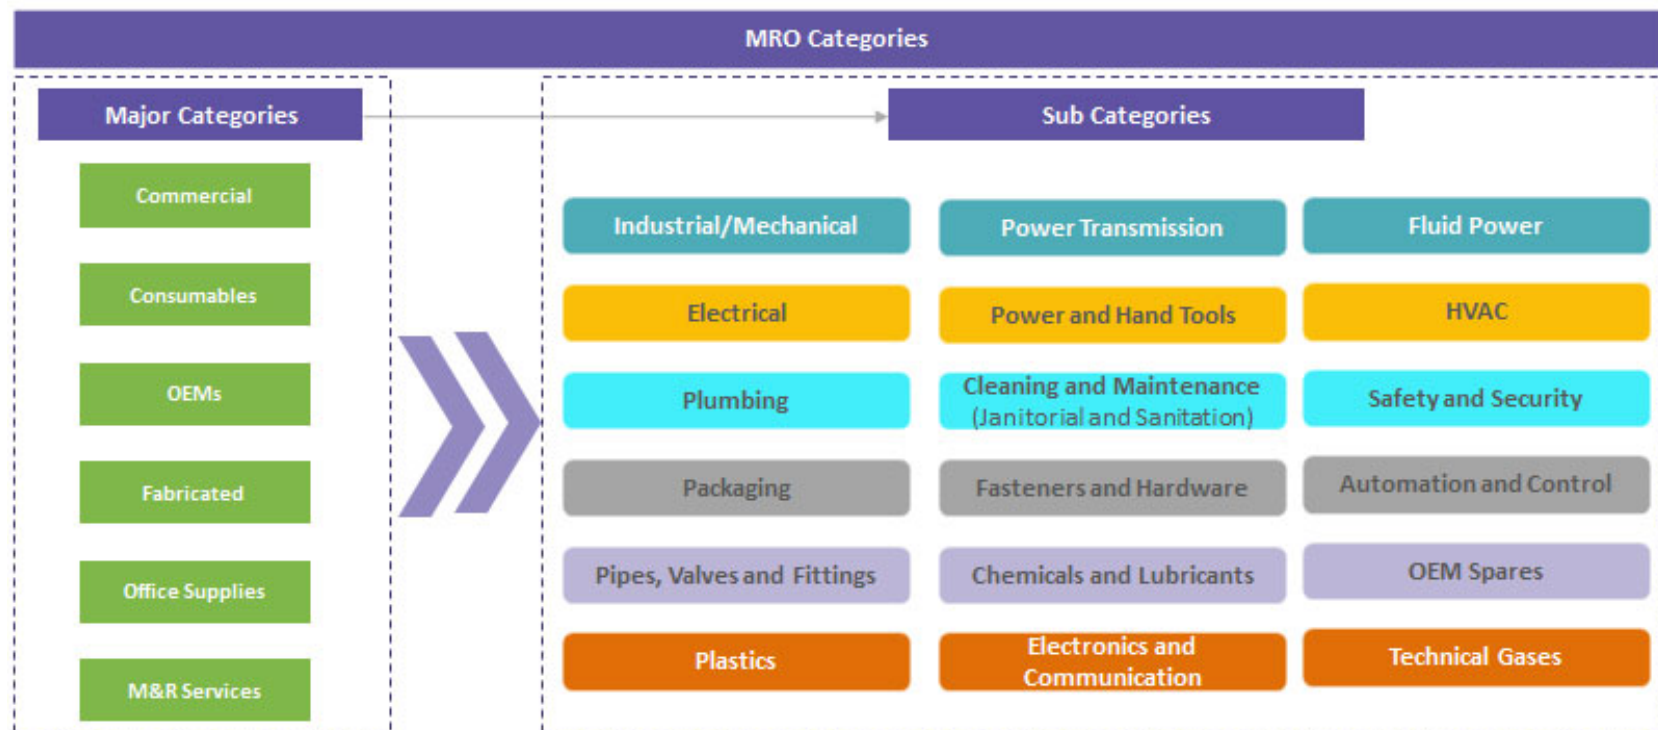 MRO Categories
Major Categories
Sub Categories
Commercial
Consumables
OEMs
Fabricated
Office Supplies
M&R Services
Industrial/Mechanical
Power Transmission
Fluid Power
Electrical
Power and Hand Tools
HVAC
Plumbing
Cleaning and Maintenance
(Janitorial and Sanitation)
Safety and Security
Packaging
Fasteners and Hardware
Automation and Control
Pipes, Valves and Fittings
Chemicals and Lubricants
OEM Spares
Plastics
Electronics and
Communication
Technical Gases